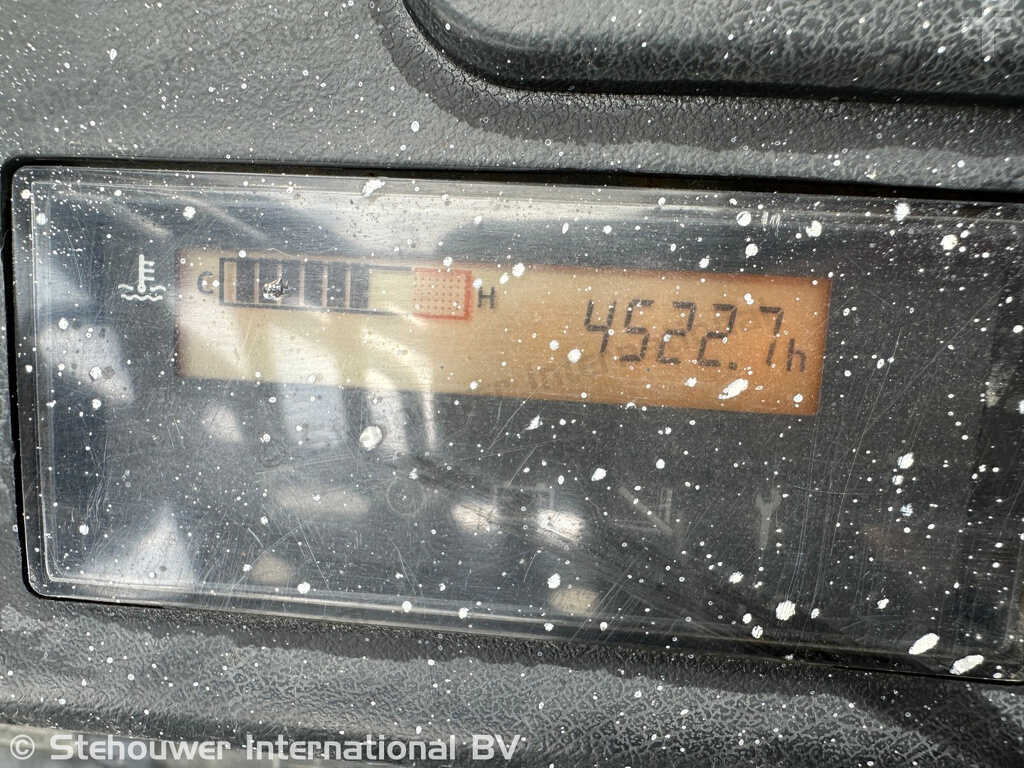 C H 4522.7h
© Stehouwer International BV